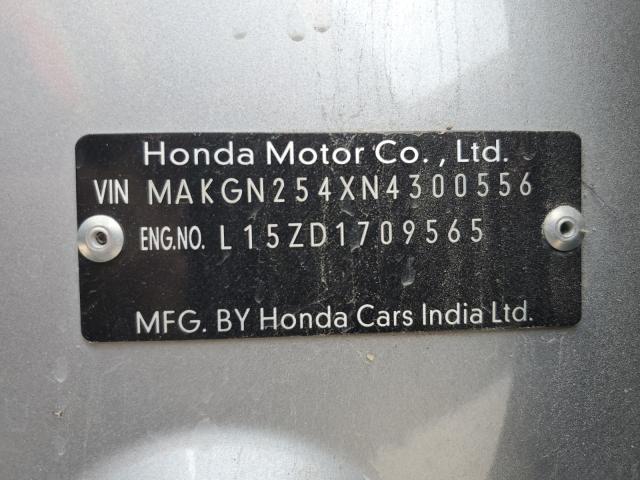 Honda Motor Co., Ltd.
VIN MAKGN254XN4300556
ENG.NO. L15ZD1709565
MFG. BY Honda Cars India Ltd.